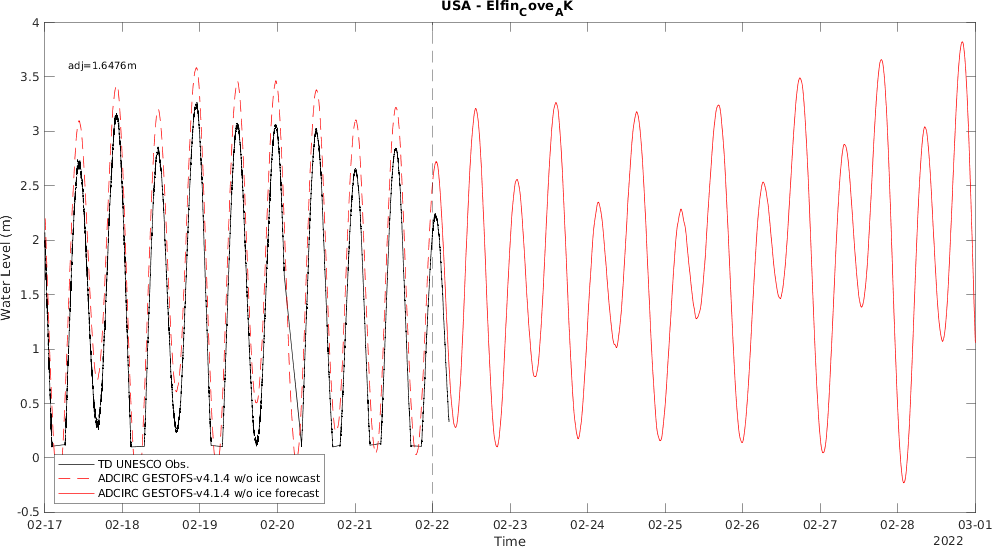 USA - ElfinCoveAK
adj=1.6476m
4
3.5
3
2.5
2
1.5
1
0.5
0
-0.5
Water Level (m)
TD UNESCO Obs.
ADCIRC GESTOFS-v4.1.4 w/o ice nowcast
ADCIRC GESTOFS-v4.1.4 w/o ice forecast
02-17 02-18 02-19 02-20 02-21 02-22 02-23 02-24 02-25 02-26 02-27 02-28 03-01
Time
2022